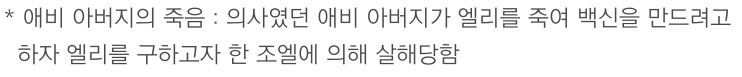 * 애비 아버지의 죽음 : 의사였던 애비 아버지가 엘리를 죽여 백신을 만드려고
하자 엘리를 구하고자 한 조엘에 의해 살해당함